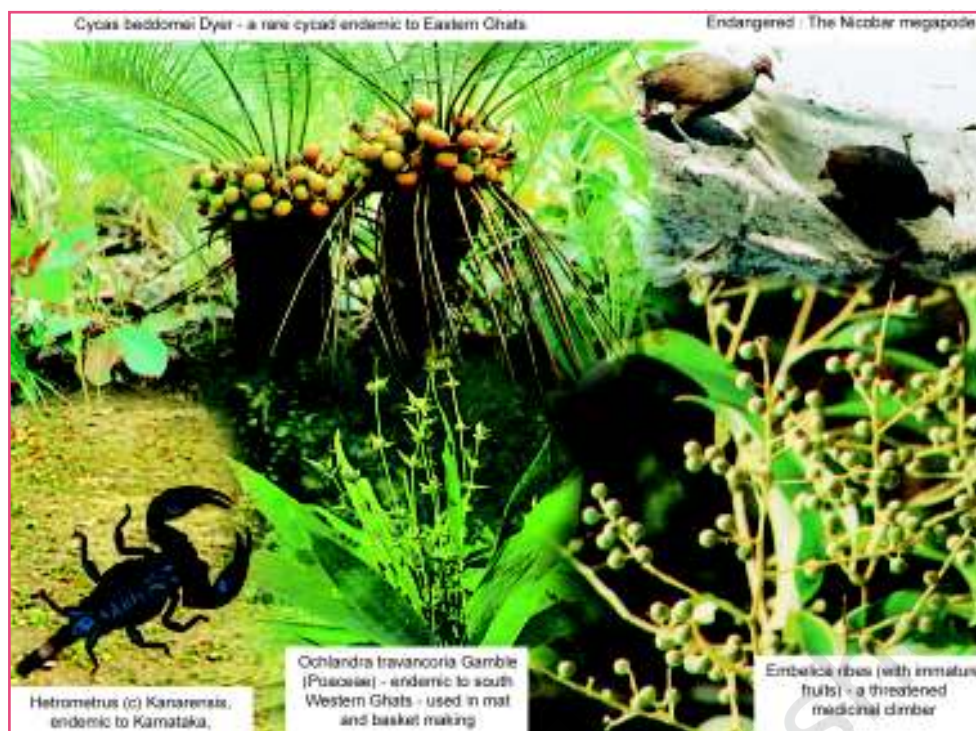 Cycas beddomei Dyer - a rare cycad endemic to Eastern Ghats
Endangered : The Nicobar megapode
Hetrometrus (c) Kanarensis,
endemic to Karnataka,
Ochlandra travancoria Gamble
(Poaceae) - endemic to south
Western Ghats - used in mat
and basket making
Embelica ribes (with immature
fruits) - a threatened
medicinal climber